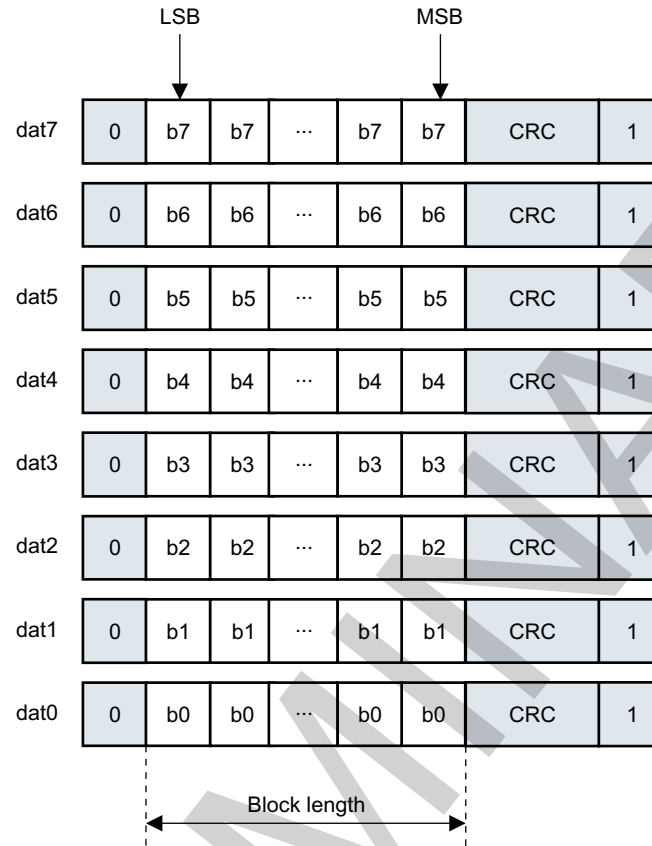 LSB MSB
dat7 0 b7 b7 ... b7 b7 CRC 1
dat6 0 b6 b6 ... b6 b6 CRC 1
dat5 0 b5 b5 ... b5 b5 CRC 1
dat4 0 b4 b4 ... b4 b4 CRC 1
dat3 0 b3 b3 ... b3 b3 CRC 1
dat2 0 b2 b2 ... b2 b2 CRC 1
dat1 0 b1 b1 ... b1 b1 CRC 1
dat0 0 b0 b0 ... b0 b0 CRC 1
Block length
MINA